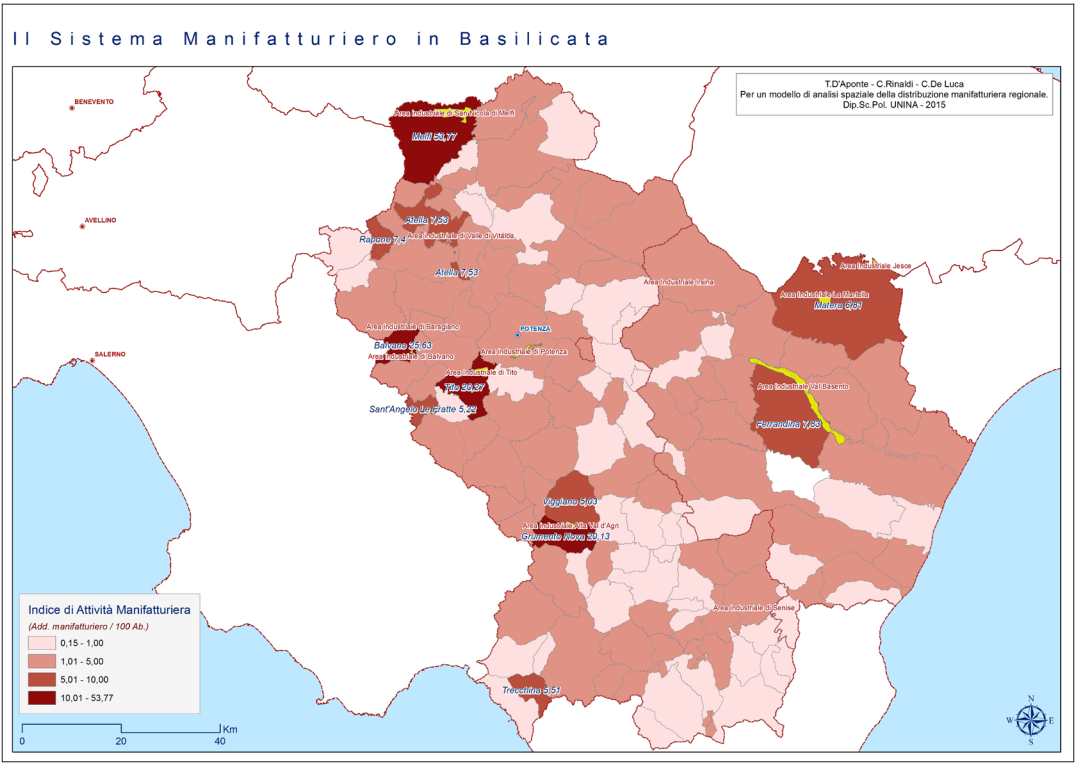 Il Sistema Manifatturiero in Basilicata
T.D'Aponte - C.Rinaldi - C.De Luca
Per un modello di analisi spaziale della distribuzione manifatturiera regionale.
Dip.Sc.Pol. UNINA - 2015
BENEVENTO
Area Industriale di San Nicola di Melfi
Melfi 53,77
AVELLINO
Atella 7,53
Rapone 7,4
Area Industriale di Valle di Vitalba
Atella 7,53
Area Industriale Jesce
Area Industriale Irsina
Area Industriale La Martella
Matera 6,81
Area Industriale di Baragiano
POTENZA
Balvano 25,63
Area Industriale di Balvano
Area Industriale di Potenza
SALERNO
Area Industriale di Tito
Tito 20,27
Area Industriale Val Basento
Sant'Angelo Le Fratte 5,22
Ferrandina 7,83
Viggiano 5,03
Area Industriale Alta Val d'Agri
Grumento Nova 20,13
Area Industriale di Senise
Trecchina 5,51
Indice di Attività Manifatturiera
(Add. manifatturiero / 100 Ab.)
0,15 - 1,00
1,01 - 5,00
5,01 - 10,00
10,01 - 53,77
Km
0 20 40
N
W E
S